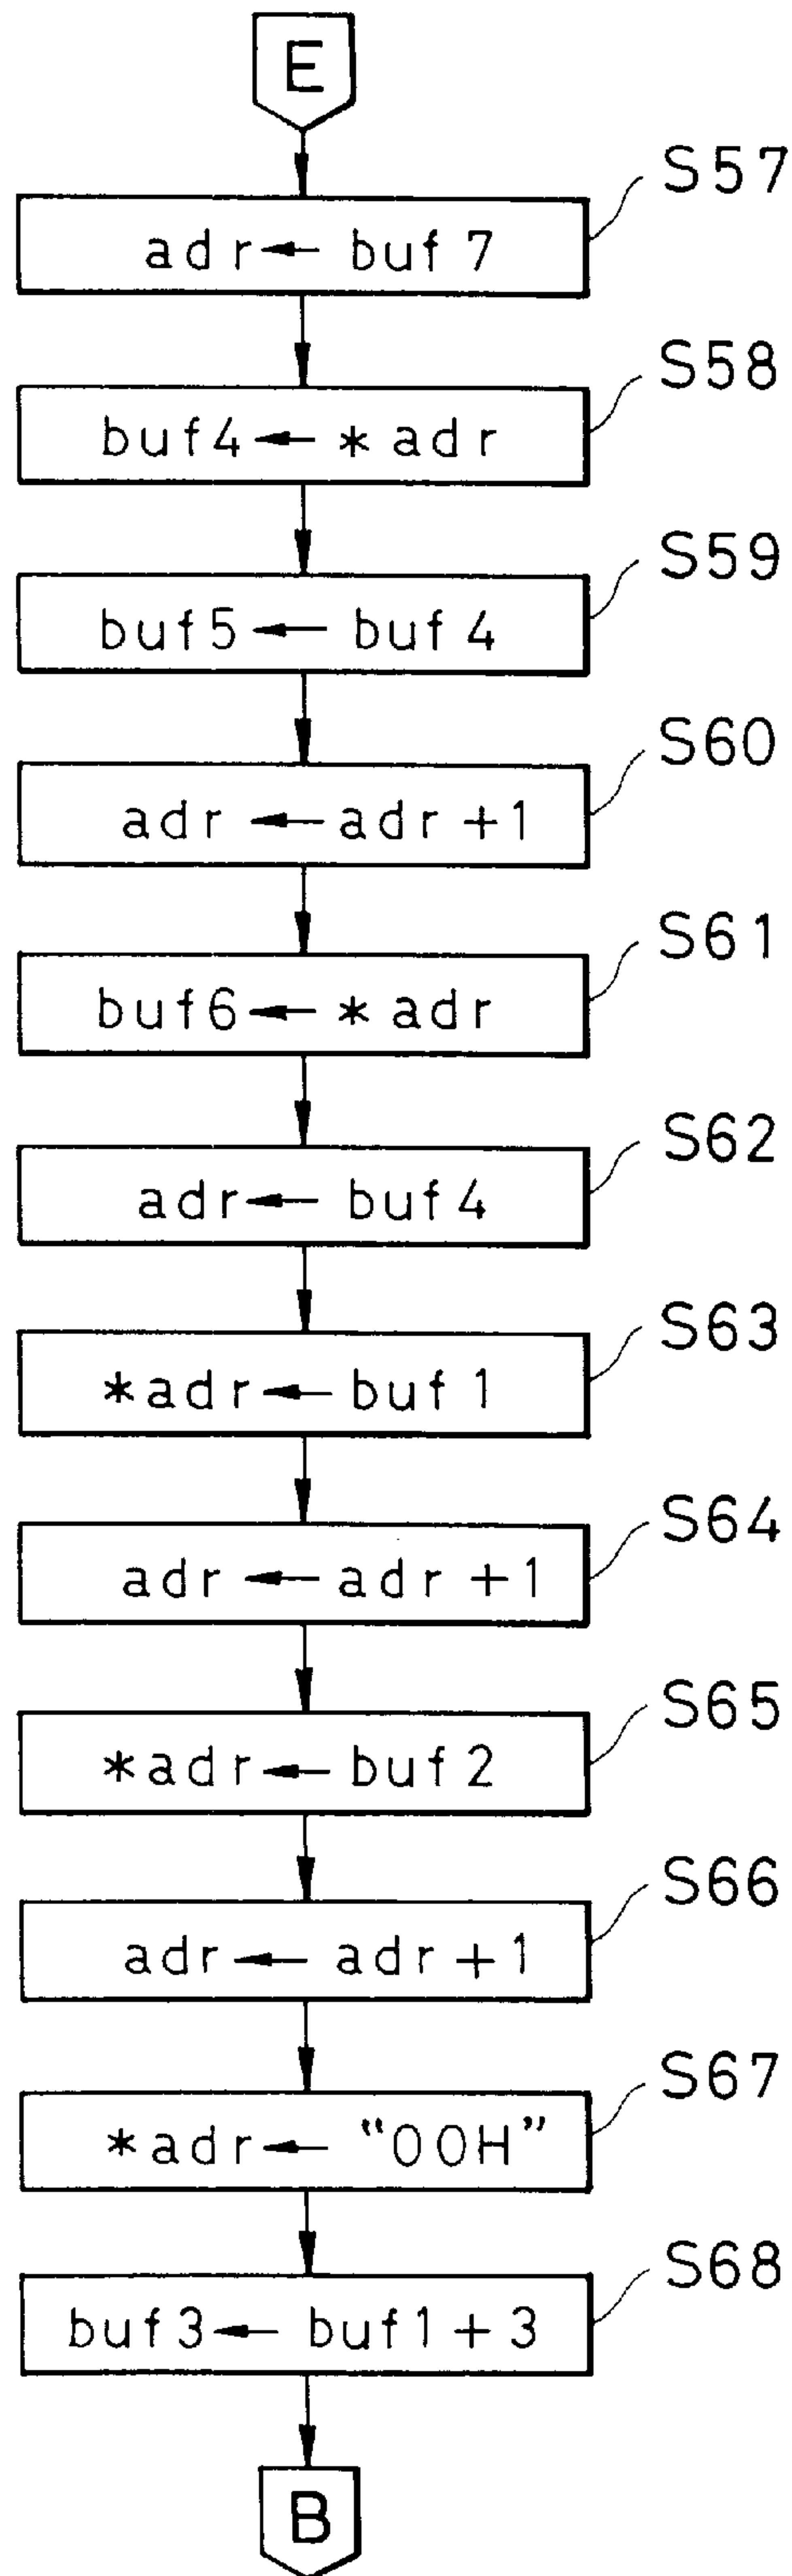 E
S57
adr ← buf 7
S58
buf4 ← * adr
S59
buf5 ← buf 4
S60
adr ← adr +1
S61
buf6 ← * adr
S62
adr ← buf 4
S63
*adr ← buf 1
S64
adr ← adr +1
S65
*adr ← buf 2
S66
adr ← adr +1
S67
*adr ← “00H”
S68
buf3 ← buf1+3
B